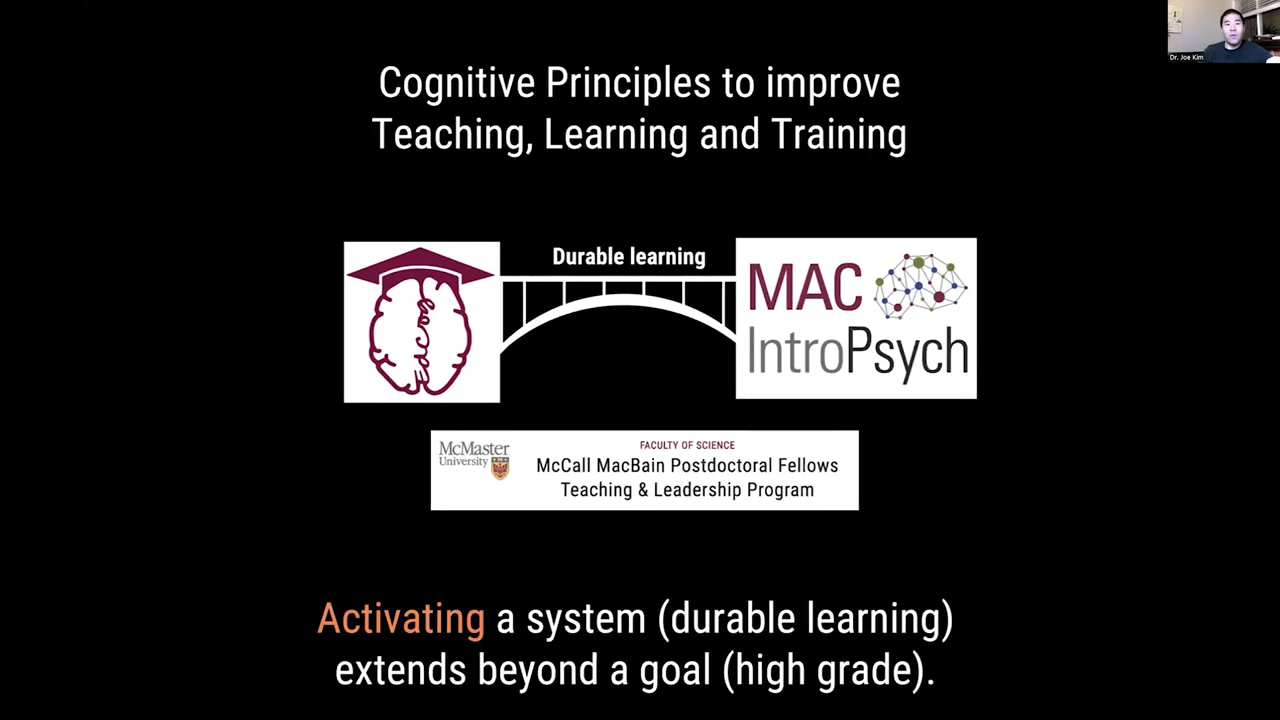 Dr. Joe Kim
Cognitive Principles to improve
Teaching, Learning and Training
Durable learning
EdCog
MAC
IntroPsych
McMaster
University
FACULTY OF SCIENCE
McCall MacBain Postdoctoral Fellows
Teaching & Leadership Program
Activating a system (durable learning)
extends beyond a goal (high grade).